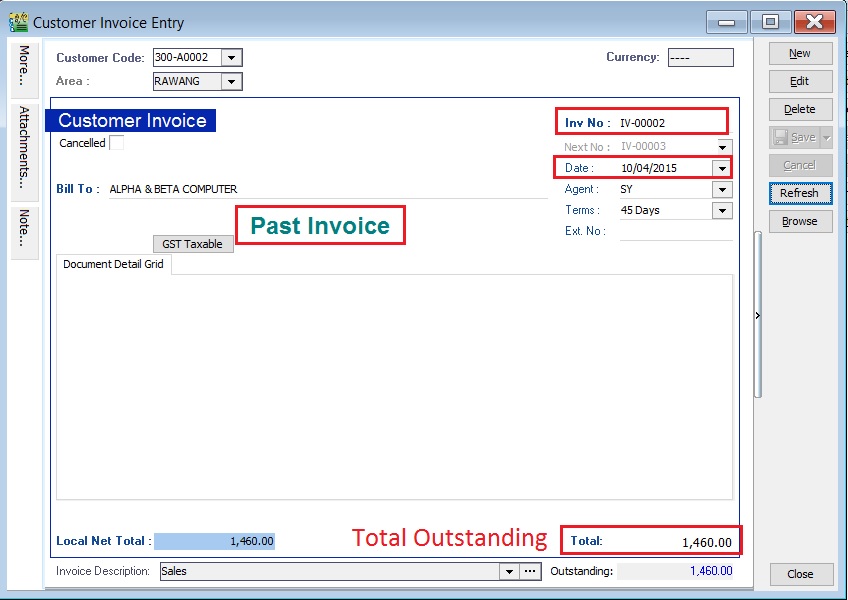 Customer Invoice Entry
More...
Attachments...
Note...
Customer Code: 300-A0002
Currency: ----
Area : RAWANG
Customer Invoice
Cancelled
Inv No : IV-00002
Next No : IV-00003
Date : 10/04/2015
Bill To : ALPHA & BETA COMPUTER
Agent : SY
Terms : 45 Days
Ext. No :
Past Invoice
GST Taxable
Document Detail Grid
Local Net Total : 1,460.00
Total Outstanding
Total: 1,460.00
Invoice Description: Sales
Outstanding: 1,460.00
New
Edit
Delete
Save
Cancel
Refresh
Browse
Close